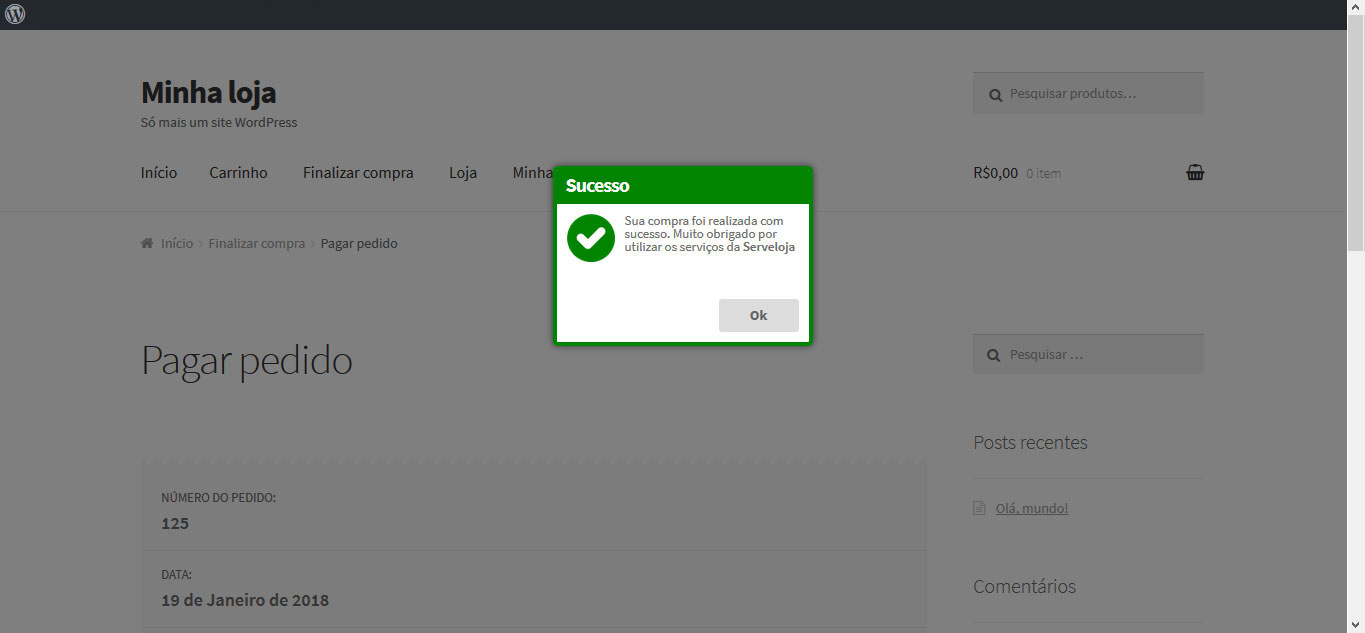 Minha loja
Só mais um site WordPress
Pesquisar produtos…
Início Carrinho Finalizar compra Loja Minha
R$0,00 0 item
Sucesso
Sua compra foi realizada com
sucesso. Muito obrigado por
utilizar os serviços da Serveloja
Ok
Início › Finalizar compra › Pagar pedido
Pagar pedido
Pesquisar …
Posts recentes
Olá, mundo!
Comentários
NÚMERO DO PEDIDO:
125
DATA:
19 de Janeiro de 2018